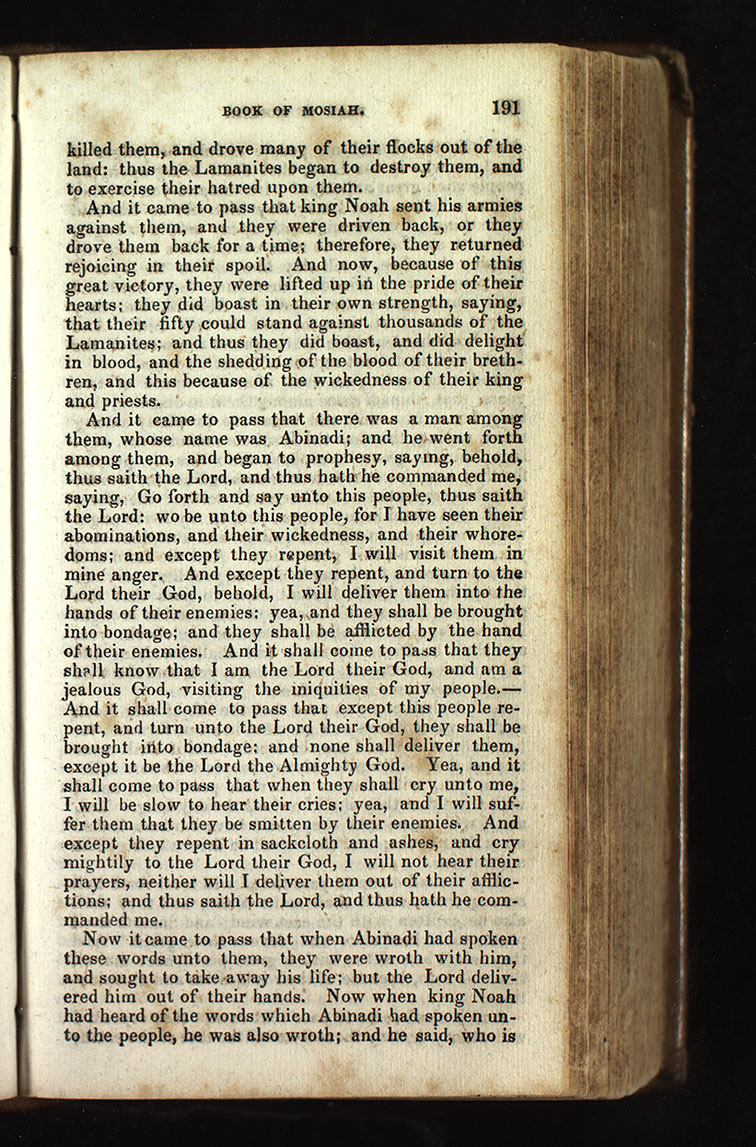 BOOK OF MOSIAH. 191
killed them, and drove many of their flocks out of the
land: thus the Lamanites began to destroy them, and
to exercise their hatred upon them.
And it came to pass that king Noah sent his armies
against them, and they were driven back, or they
drove them back for a time; therefore, they returned
rejoicing in their spoil. And now, because of this
great victory, they were lifted up in the pride of their
hearts; they did boast in their own strength, saying,
that their fifty could stand against thousands of the
Lamanites; and thus they did boast, and did delight
in blood, and the shedding of the blood of their breth-
ren, and this because of the wickedness of their king
and priests.
And it came to pass that there was a man among
them, whose name was Abinadi; and he went forth
among them, and began to prophesy, saying, behold,
thus saith the Lord, and thus hath he commanded me,
saying, Go forth and say unto this people, thus saith
the Lord: wo be unto this people, for I have seen their
abominations, and their wickedness, and their whore-
doms; and except they repent, I will visit them in
mine anger. And except they repent, and turn to the
Lord their God, behold, I will deliver them into the
hands of their enemies: yea, and they shall be brought
into bondage; and they shall be afflicted by the hand
of their enemies. And it shall come to pass that they
shall know that I am the Lord their God, and am a
jealous God, visiting the iniquities of my people.—
And it shall come to pass that except this people re-
pent, and turn unto the Lord their God, they shall be
brought into bondage; and none shall deliver them,
except it be the Lord the Almighty God. Yea, and it
shall come to pass that when they shall cry unto me,
I will be slow to hear their cries; yea, and I will suf-
fer them that they be smitten by their enemies. And
except they repent in sackcloth and ashes, and cry
mightily to the Lord their God, I will not hear their
prayers, neither will I deliver them out of their afflic-
tions; and thus saith the Lord, and thus hath he com-
manded me.
Now it came to pass that when Abinadi had spoken
these words unto them, they were wroth with him,
and sought to take away his life; but the Lord deliv-
ered him out of their hands. Now when king Noah
had heard of the words which Abinadi had spoken un-
to the people, he was also wroth; and he said, who is